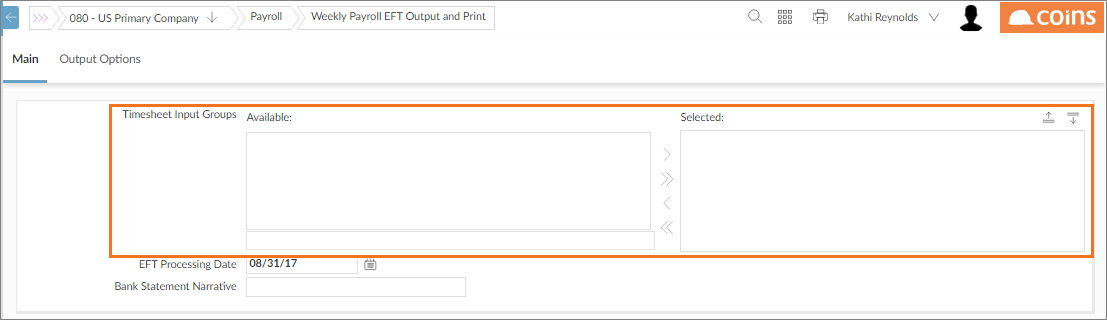 080 - US Primary Company
Payroll
Weekly Payroll EFT Output and Print
Kathi Reynolds
coins
Main
Output Options
Timesheet Input Groups
Available:
Selected:
EFT Processing Date
08/31/17
Bank Statement Narrative